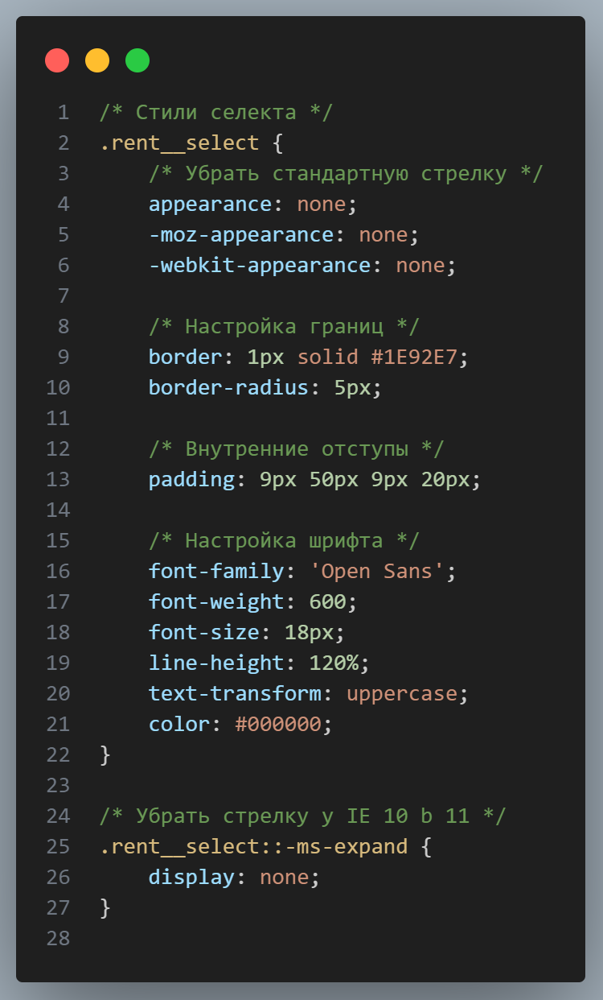 1 /* Стили селекта */
2 .rent__select {
3 /* Убрать стандартную стрелку */
4 appearance: none;
5 -moz-appearance: none;
6 -webkit-appearance: none;
7
8 /* Настройка границ */
9 border: 1px solid #1E92E7;
10 border-radius: 5px;
11
12 /* Внутренние отступы */
13 padding: 9px 50px 9px 20px;
14
15 /* Настройка шрифта */
16 font-family: 'Open Sans';
17 font-weight: 600;
18 font-size: 18px;
19 line-height: 120%;
20 text-transform: uppercase;
21 color: #000000;
22 }
23
24 /* Убрать стрелку у IE 10 b 11 */
25 .rent__select::-ms-expand {
26 display: none;
27 }
28